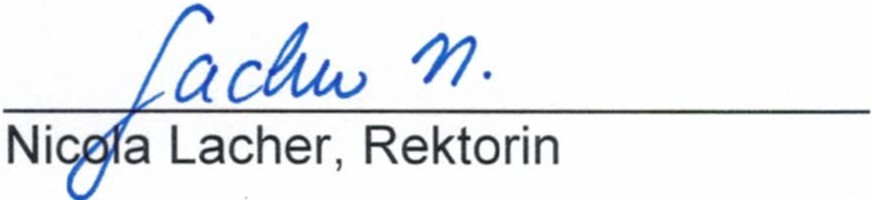 Lacher N.
Nicola Lacher, Rektorin